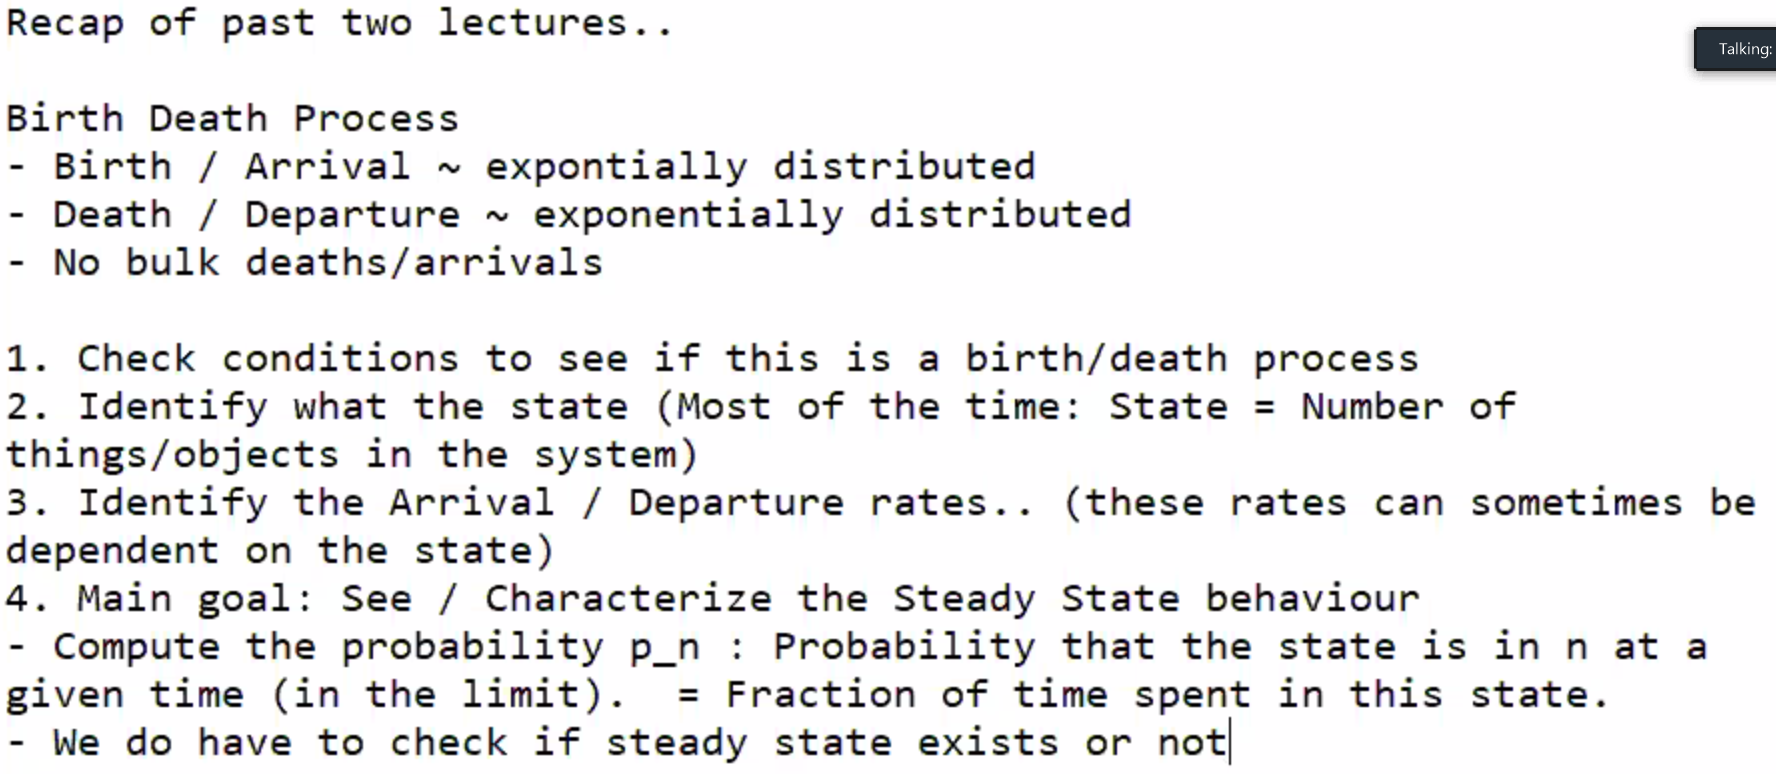 Recap of past two lectures..
Talking:
Birth Death Process
- Birth / Arrival ~ expontially distributed
- Death / Departure ~ exponentially distributed
- No bulk deaths/arrivals
1. Check conditions to see if this is a birth/death process
2. Identify what the state (Most of the time: State = Number of
things/objects in the system)
3. Identify the Arrival / Departure rates.. (these rates can sometimes be
dependent on the state)
4. Main goal: See / Characterize the Steady State behaviour
- Compute the probability p_n : Probability that the state is in n at a
given time (in the limit).  = Fraction of time spent in this state.
- We do have to check if steady state exists or not